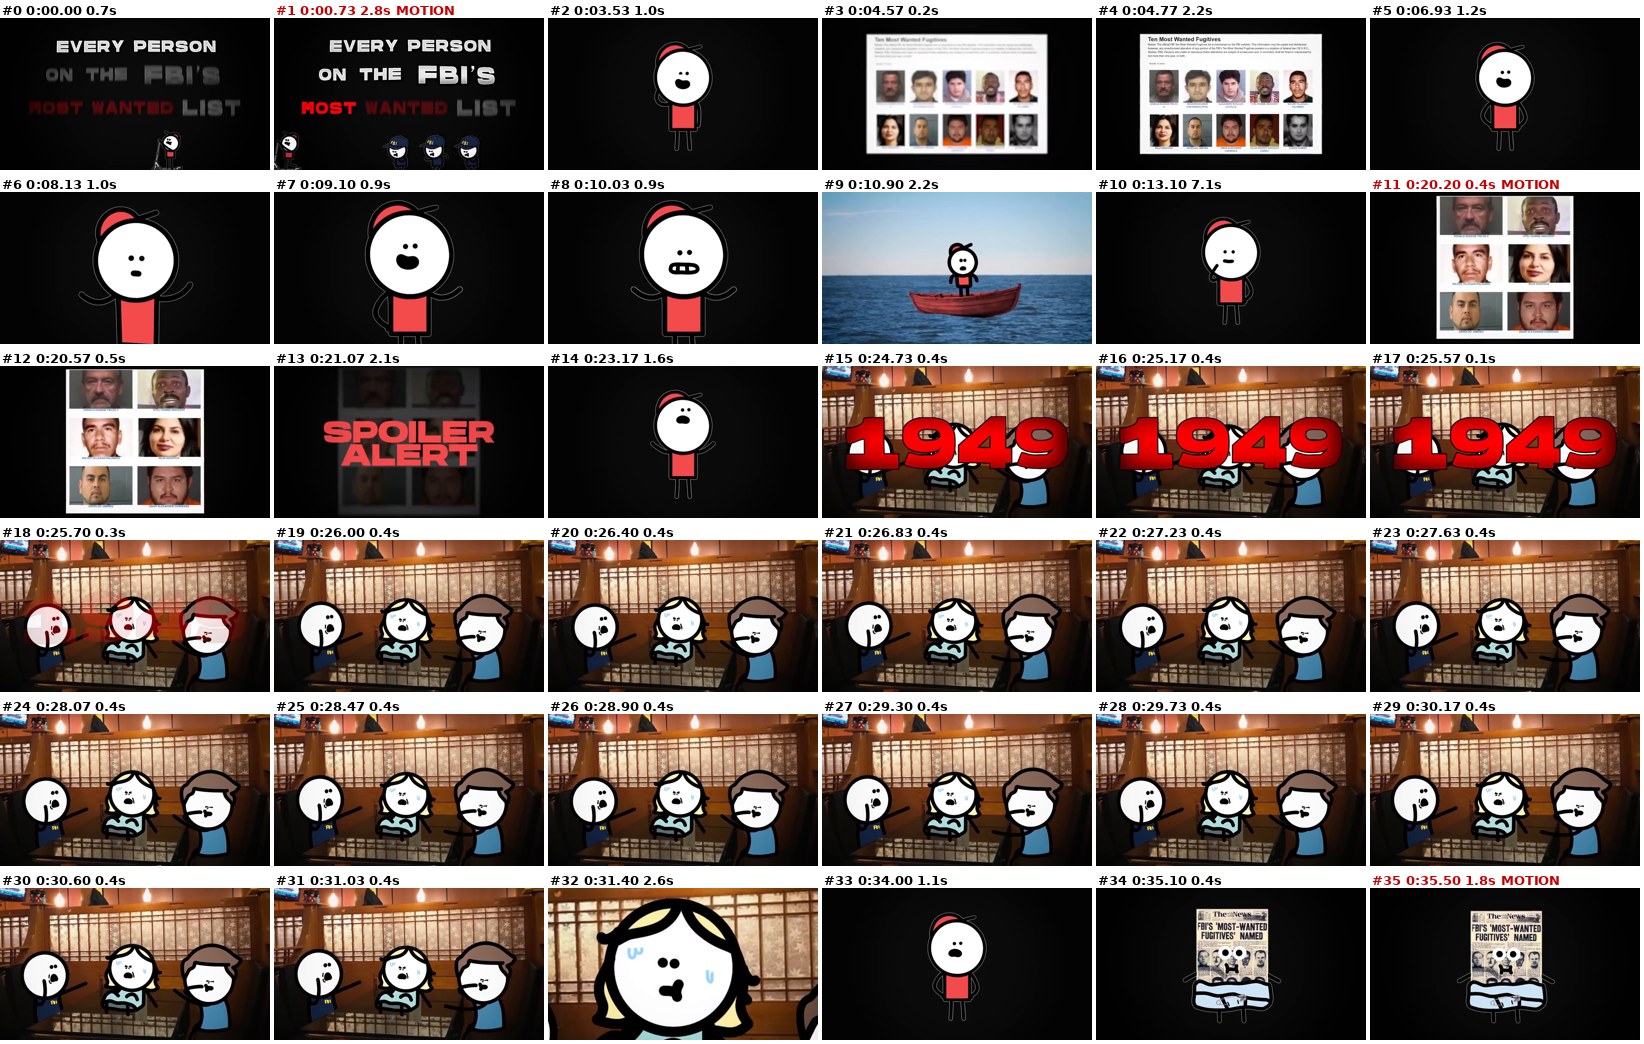 #0 0:00.00 0.7s
EVERY PERSON
ON THE FBI'S
MOST WANTED LIST
#1 0:00.73 2.8s MOTION
EVERY PERSON
ON THE FBI'S
MOST WANTED LIST
#2 0:03.53 1.0s
#3 0:04.57 0.2s
Ten Most Wanted Fugitives
#4 0:04.77 2.2s
Ten Most Wanted Fugitives
#5 0:06.93 1.2s
#6 0:08.13 1.0s
#7 0:09.10 0.9s
#8 0:10.03 0.9s
#9 0:10.90 2.2s
#10 0:13.10 7.1s
#11 0:20.20 0.4s MOTION
#12 0:20.57 0.5s
#13 0:21.07 2.1s
SPOILER
ALERT
#14 0:23.17 1.6s
#15 0:24.73 0.4s
1949
#16 0:25.17 0.4s
1949
#17 0:25.57 0.1s
1949
#18 0:25.70 0.3s
#19 0:26.00 0.4s
#20 0:26.40 0.4s
#21 0:26.83 0.4s
#22 0:27.23 0.4s
#23 0:27.63 0.4s
#24 0:28.07 0.4s
#25 0:28.47 0.4s
#26 0:28.90 0.4s
#27 0:29.30 0.4s
#28 0:29.73 0.4s
#29 0:30.17 0.4s
#30 0:30.60 0.4s
#31 0:31.03 0.4s
#32 0:31.40 2.6s
#33 0:34.00 1.1s
#34 0:35.10 0.4s
The News
FBI'S 'MOST-WANTED
FUGITIVES' NAMED
#35 0:35.50 1.8s MOTION
The News
FBI'S 'MOST-WANTED
FUGITIVES' NAMED